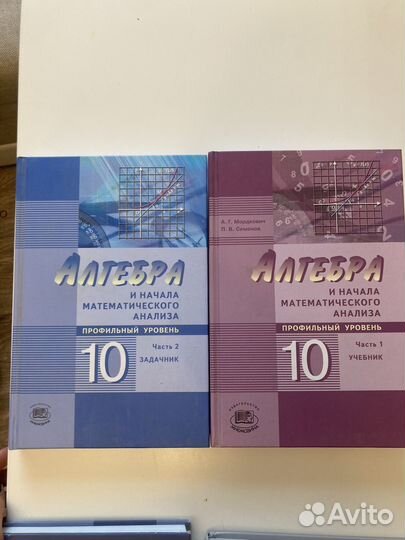 АЛГЕБРА
И НАЧАЛА
МАТЕМАТИЧЕСКОГО
АНАЛИЗА
ПРОФИЛЬНЫЙ УРОВЕНЬ
10
Часть 2
ЗАДАЧНИК
А. Г. Мордкович
П. В. Семенов
АЛГЕБРА
И НАЧАЛА
МАТЕМАТИЧЕСКОГО
АНАЛИЗА
ПРОФИЛЬНЫЙ УРОВЕНЬ
10
Часть 1
УЧЕБНИК
Avito